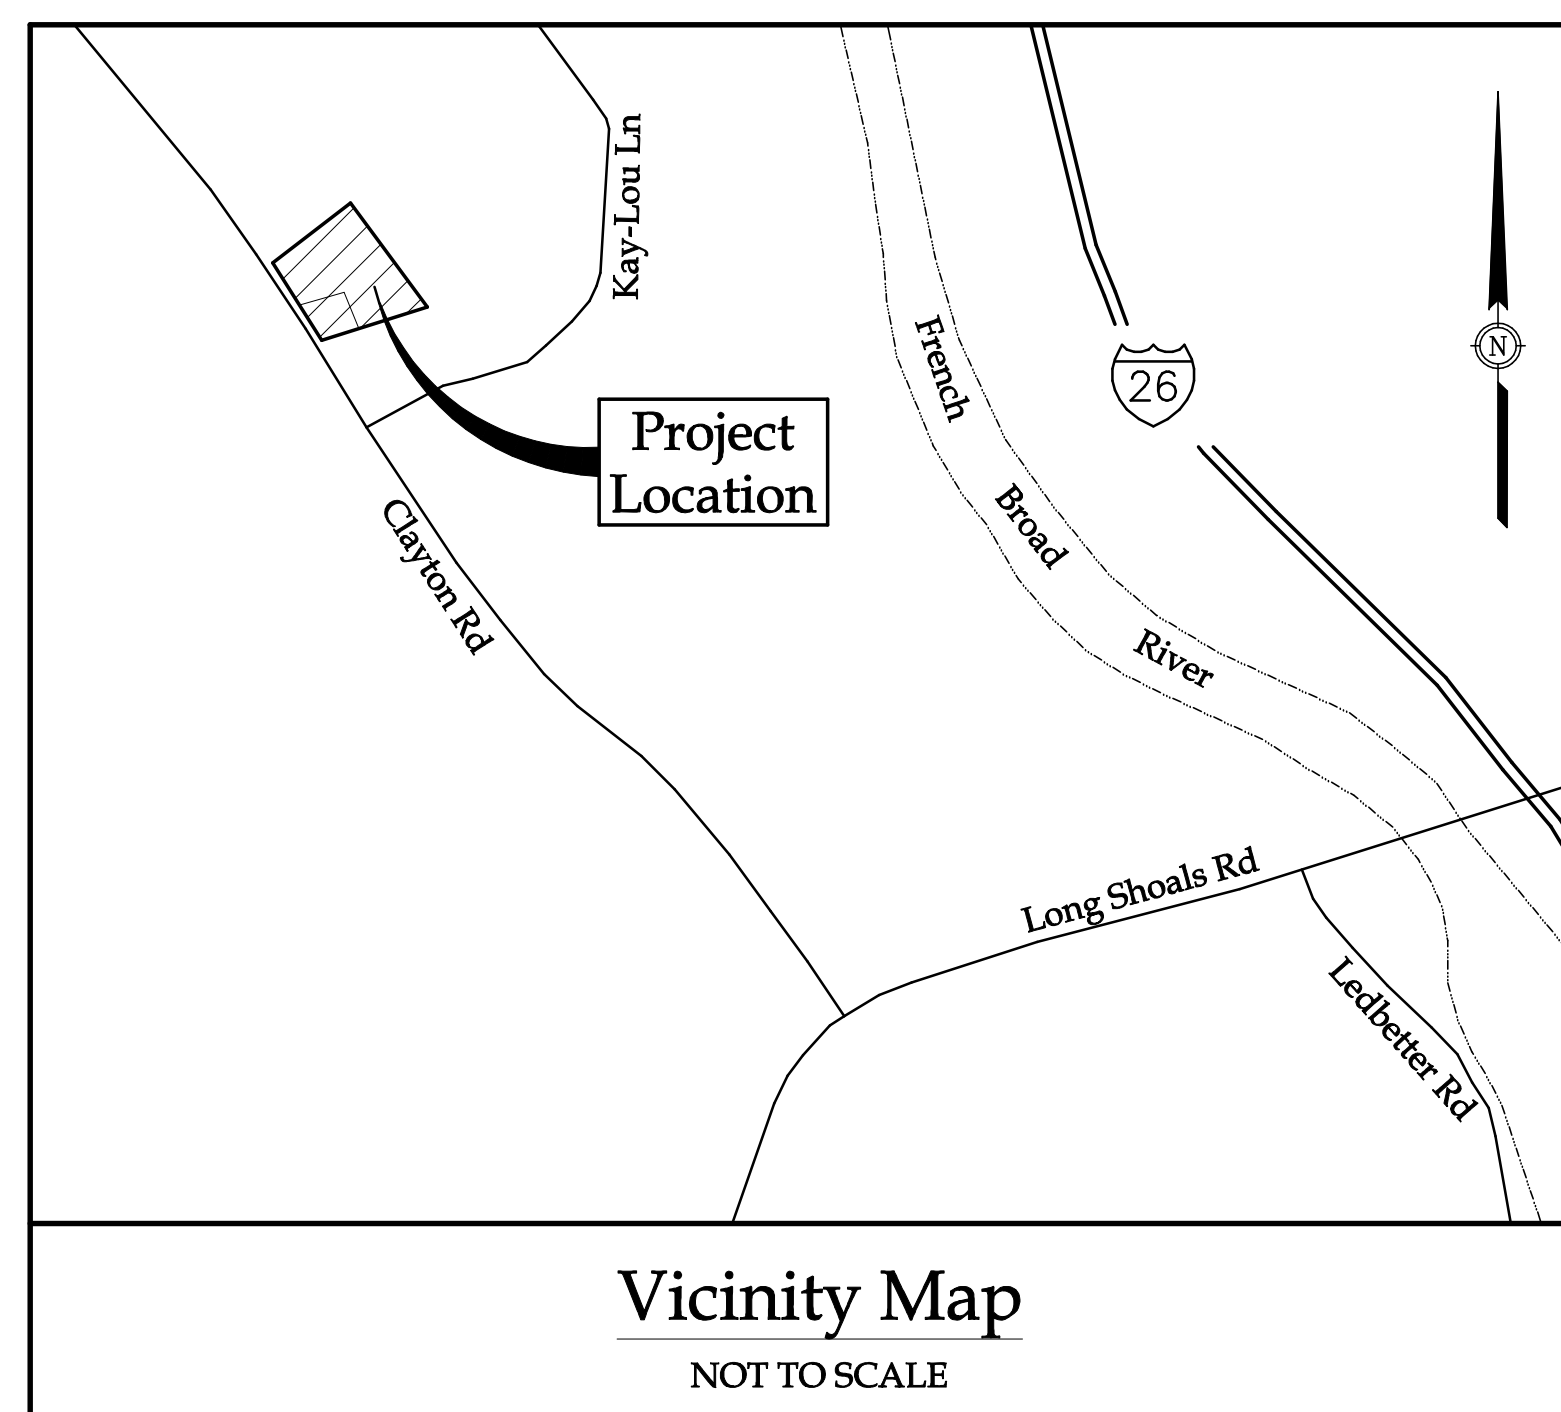 Kay-Lou Ln
French
Broad
River
26
N
Project
Location
Clayton Rd
Long Shoals Rd
Ledbetter Rd
Vicinity Map
NOT TO SCALE